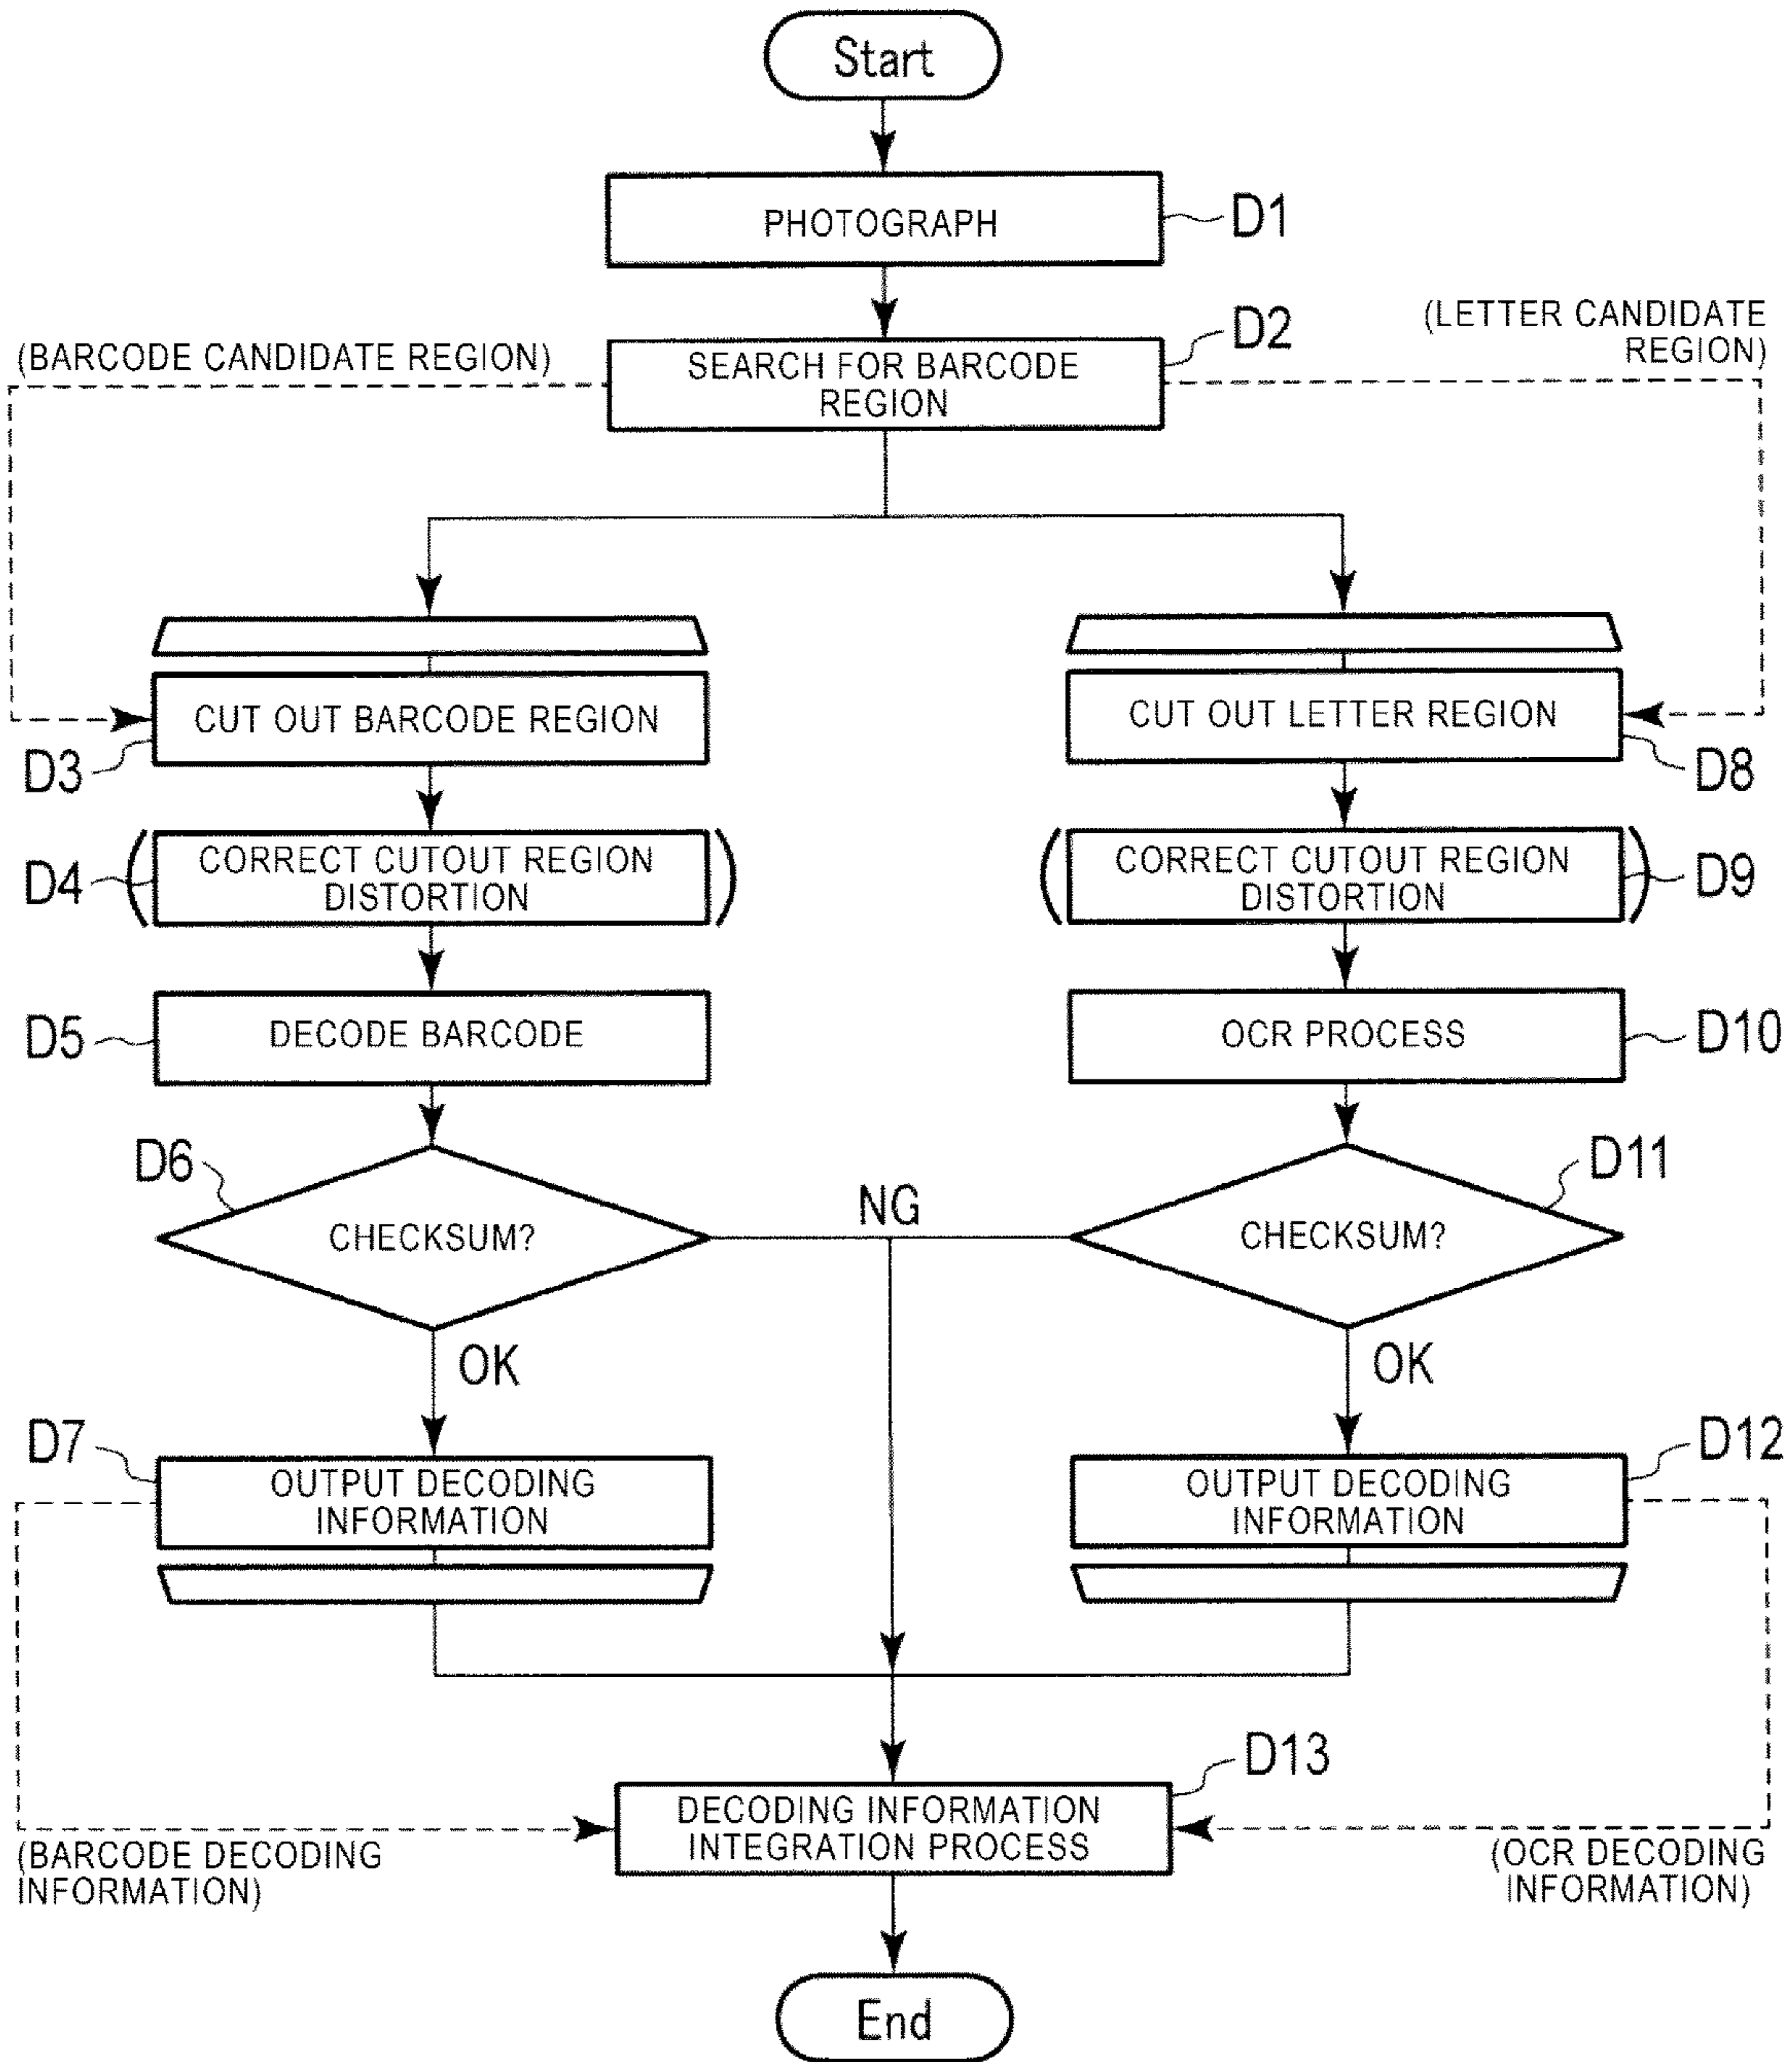 Start
PHOTOGRAPH
D1
(BARCODE CANDIDATE REGION)
SEARCH FOR BARCODE
REGION
D2
(LETTER CANDIDATE
REGION)
CUT OUT BARCODE REGION
D3
CUT OUT LETTER REGION
D8
D4
CORRECT CUTOUT REGION
DISTORTION
CORRECT CUTOUT REGION
DISTORTION
D9
D5
DECODE BARCODE
OCR PROCESS
D10
D6
CHECKSUM?
NG
CHECKSUM?
D11
OK
OK
D7
OUTPUT DECODING
INFORMATION
OUTPUT DECODING
INFORMATION
D12
D13
DECODING INFORMATION
INTEGRATION PROCESS
(BARCODE DECODING
INFORMATION)
(OCR DECODING
INFORMATION)
End